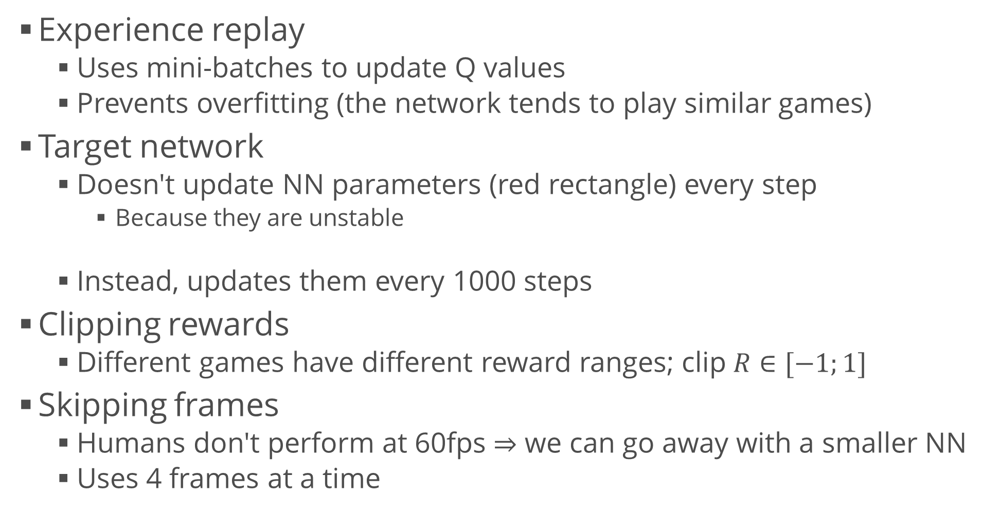 ▪ Experience replay
▪ Uses mini-batches to update Q values
▪ Prevents overfitting (the network tends to play similar games)
▪ Target network
▪ Doesn't update NN parameters (red rectangle) every step
▪ Because they are unstable
▪ Instead, updates them every 1000 steps
▪ Clipping rewards
▪ Different games have different reward ranges; clip R ∈ [−1; 1]
▪ Skipping frames
▪ Humans don't perform at 60fps ⇒ we can go away with a smaller NN
▪ Uses 4 frames at a time